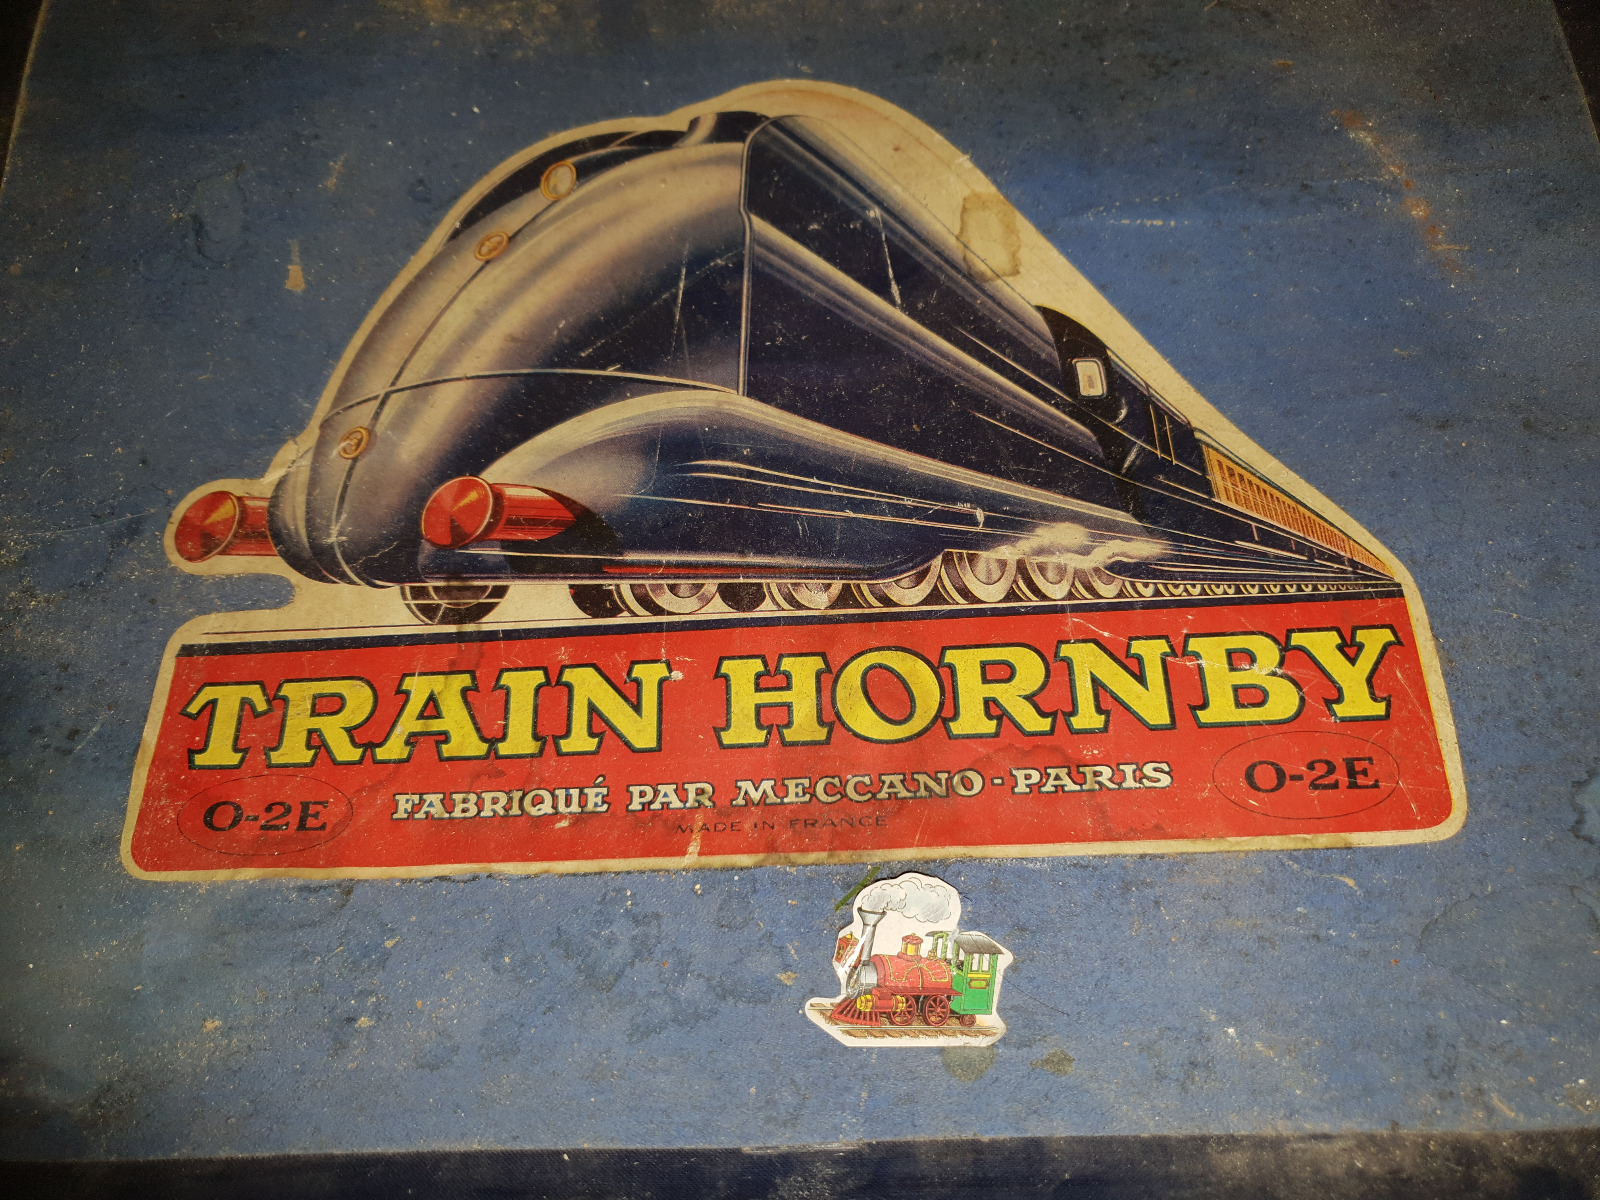 TRAIN HORNBY
O-2E
FABRIQUÉ PAR MECCANO-PARIS
O-2E
MADE IN FRANCE